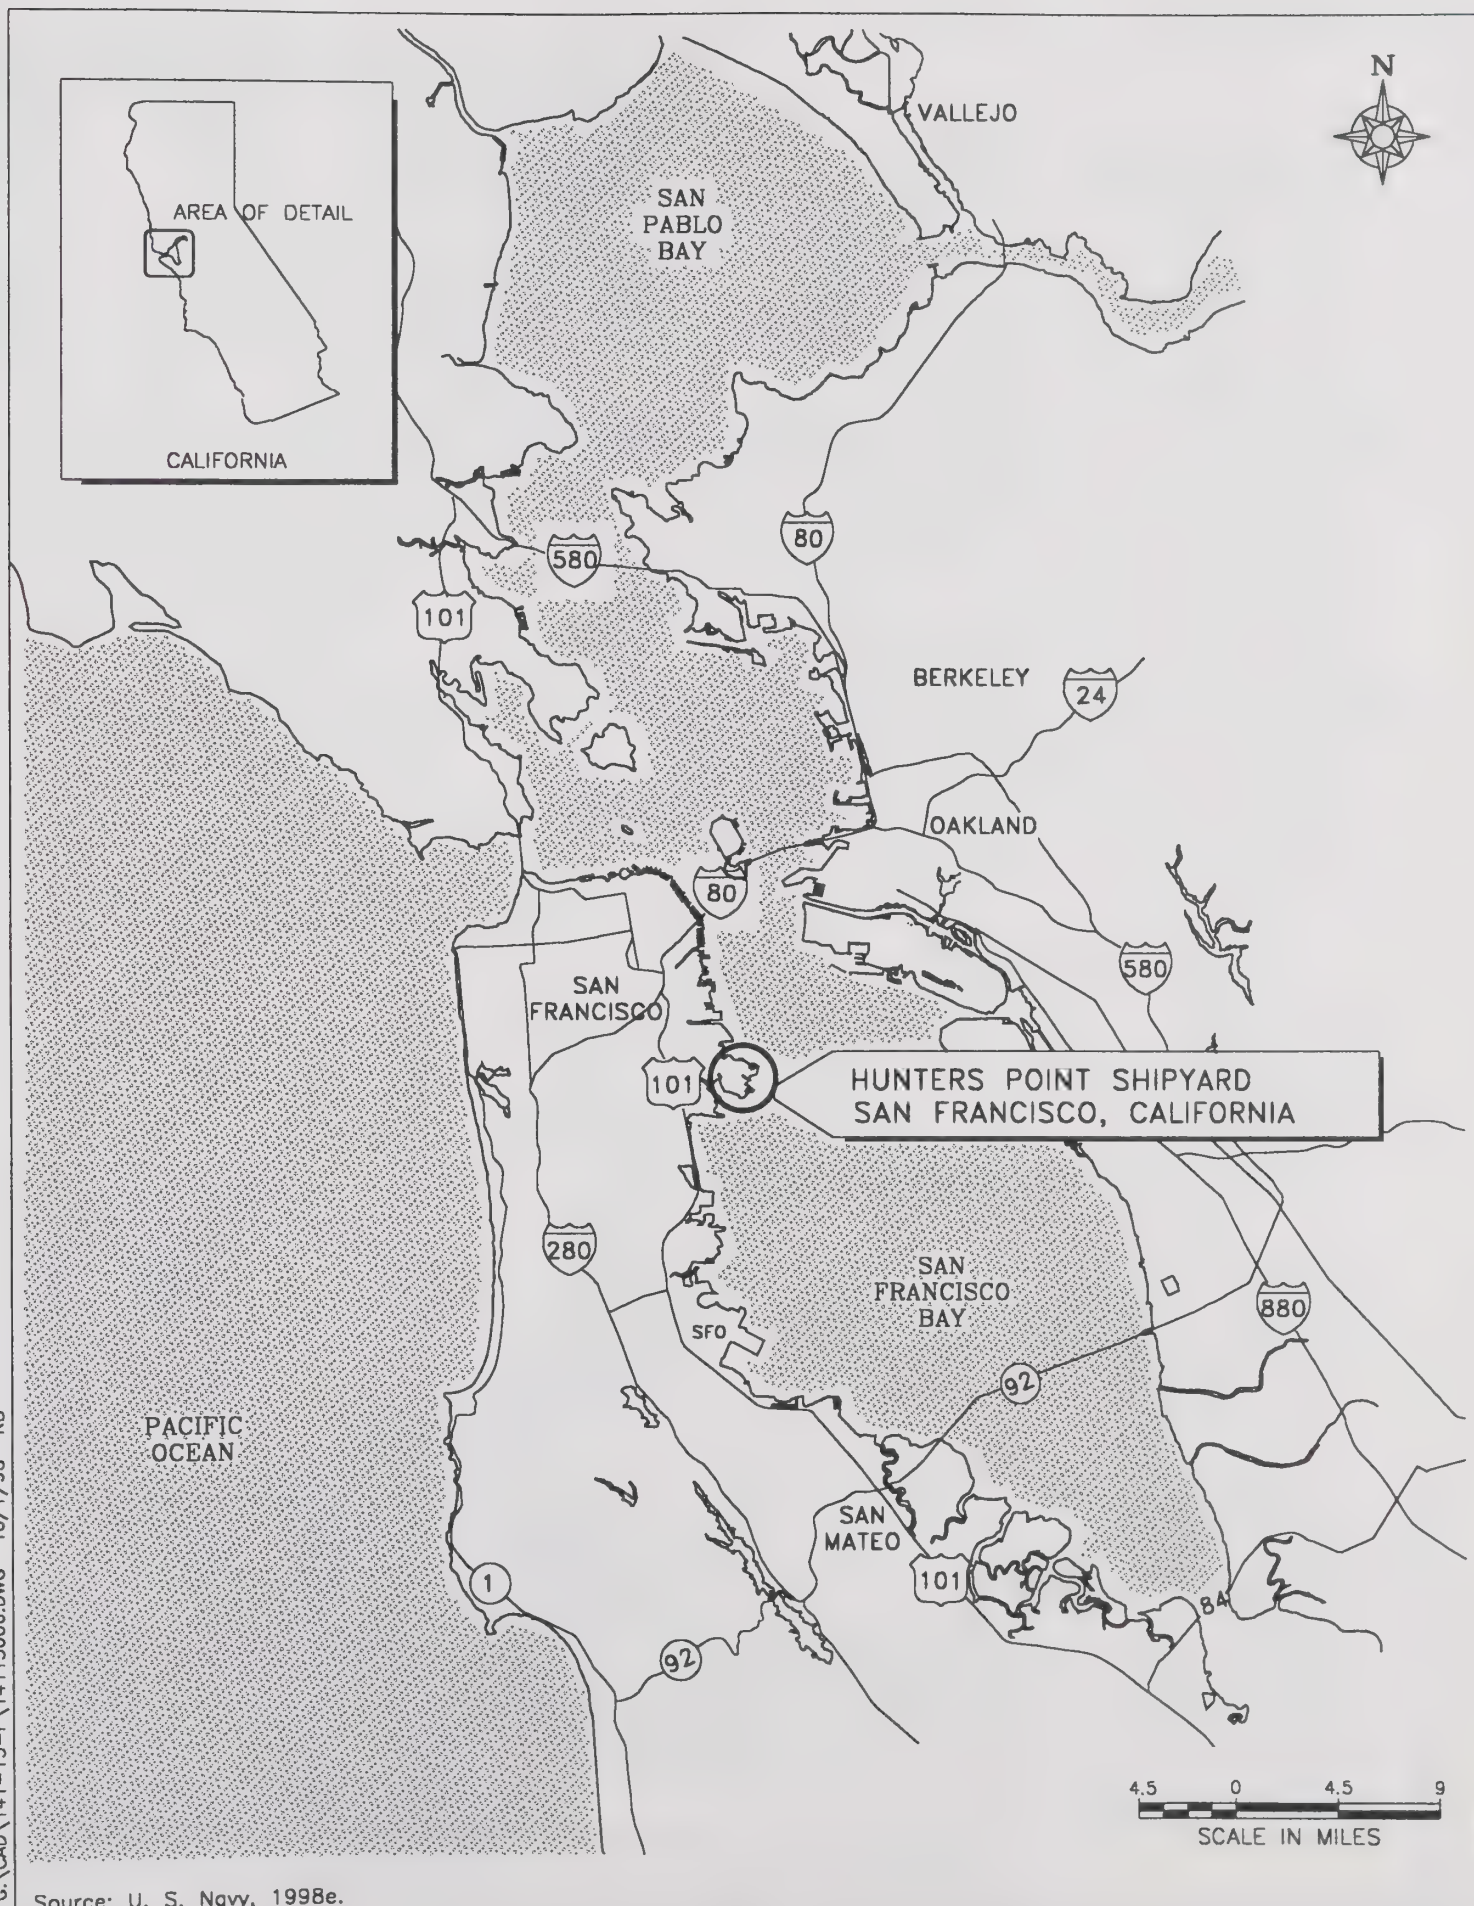 N
VALLEJO
SAN
PABLO
BAY
AREA OF DETAIL
CALIFORNIA
80
580
101
BERKELEY
24
OAKLAND
80
580
SAN
FRANCISCO
101
HUNTERS POINT SHIPYARD
SAN FRANCISCO, CALIFORNIA
280
SAN
FRANCISCO
BAY
880
SFO
92
PACIFIC
OCEAN
SAN
MATEO
1
101
84
92
4.5 0 4.5 9
SCALE IN MILES
Source: U. S. Navy, 1998e.